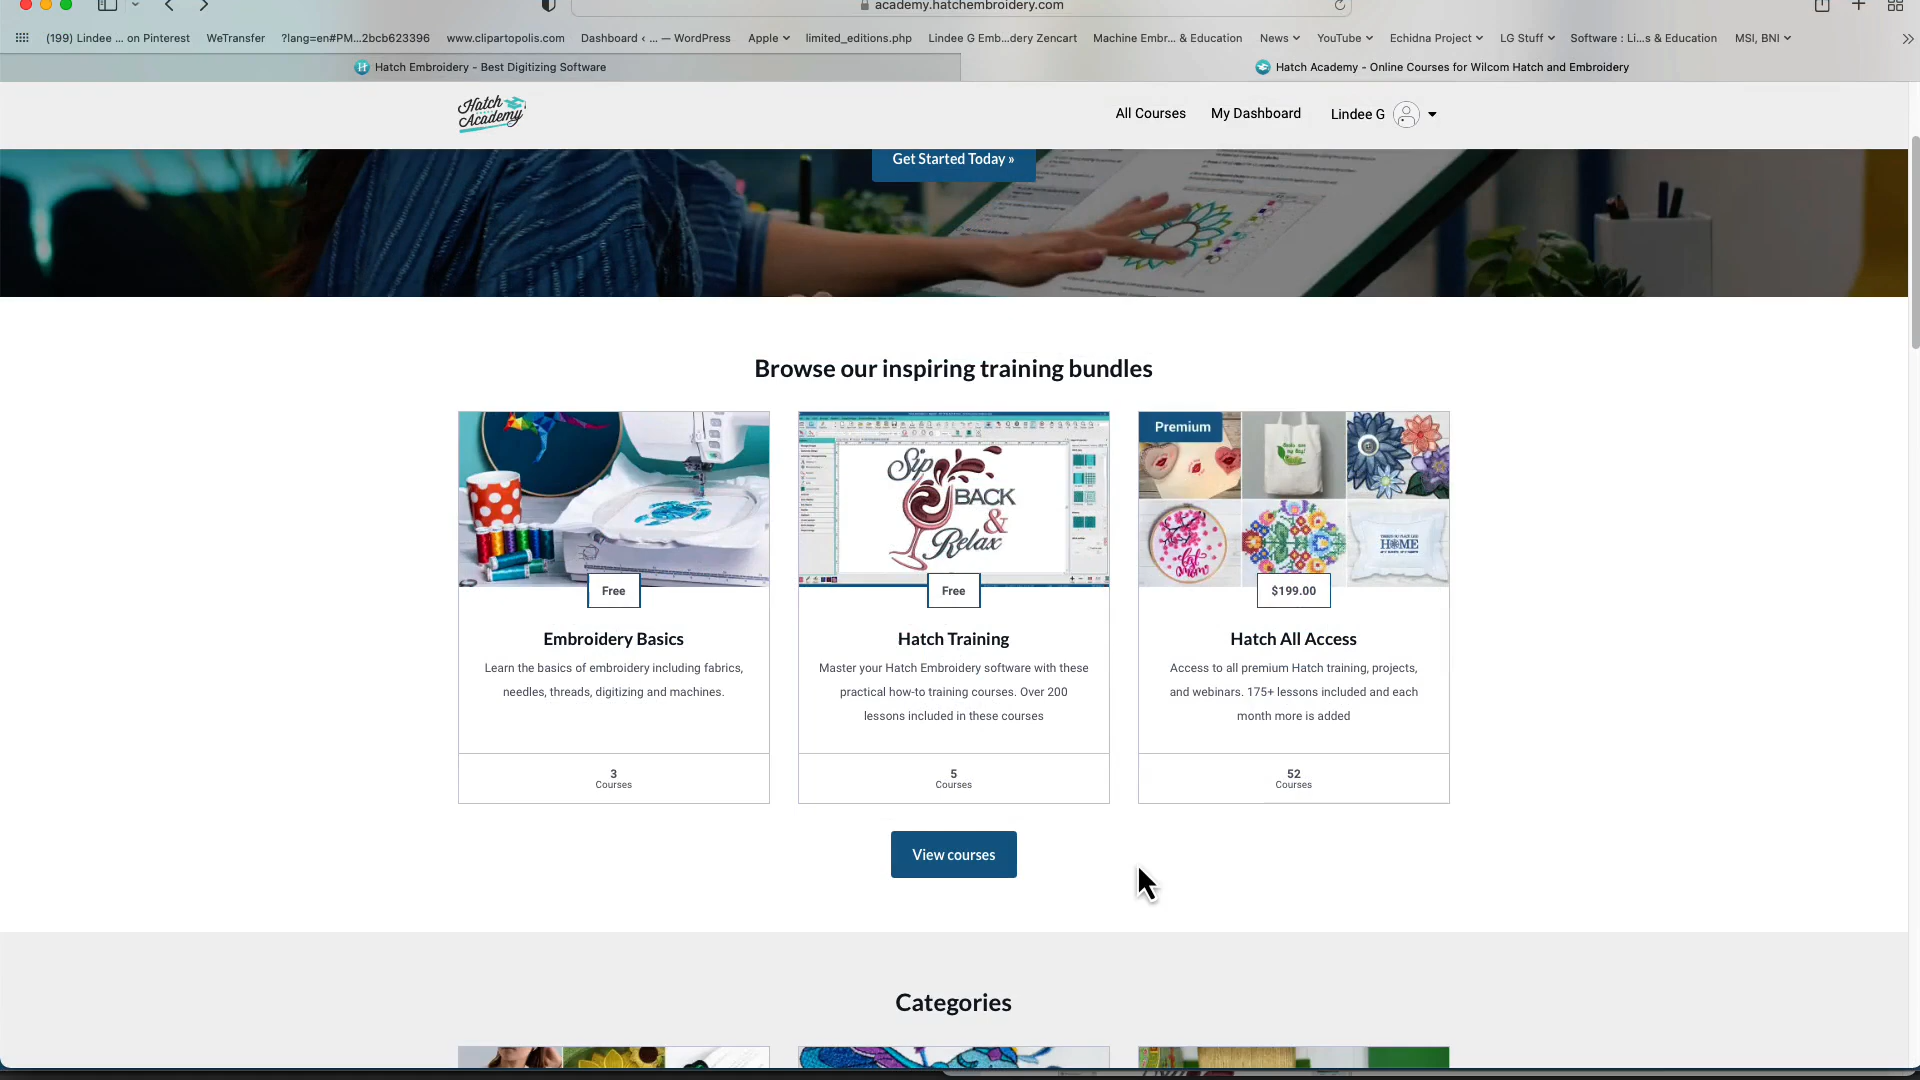 academy.hatchembroidery.com
(199) Lindee ... on Pinterest WeTransfer ?lang=en#PM...2bcb623396 www.clipartopolis.com Dashboard ‹ ... — WordPress Apple limited_editions.php Lindee G Emb...dery Zencart Machine Embr... & Education News YouTube Echidna Project LG Stuff Software : Li...s & Education MSI, BNI
Hatch Embroidery - Best Digitizing Software Hatch Academy - Online Courses for Wilcom Hatch and Embroidery
Hatch
Academy
All Courses My Dashboard Lindee G
Get Started Today »
Browse our inspiring training bundles
Sip
BACK
&
Relax
Premium
best mom
HOME
Free
Free
$199.00
Embroidery Basics
Learn the basics of embroidery including fabrics,
needles, threads, digitizing and machines.
3
Courses
Hatch Training
Master your Hatch Embroidery software with these
practical how-to training courses. Over 200
lessons included in these courses
5
Courses
Hatch All Access
Access to all premium Hatch training, projects,
and webinars. 175+ lessons included and each
month more is added
52
Courses
View courses
Categories